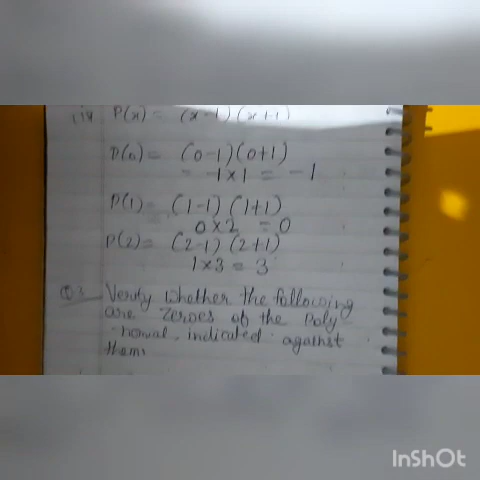 (iv) P(x) = (x-1) (x+1)
P(0) = (0-1)(0+1)
= -1×1 = -1
P(1) = (1-1) (1+1)
0×2 = 0
P(2) = (2-1) (2+1)
1×3 = 3
Q3 Verify whether the following
are zeroes of the Poly-
nomial, indicated against
them.
InShOt